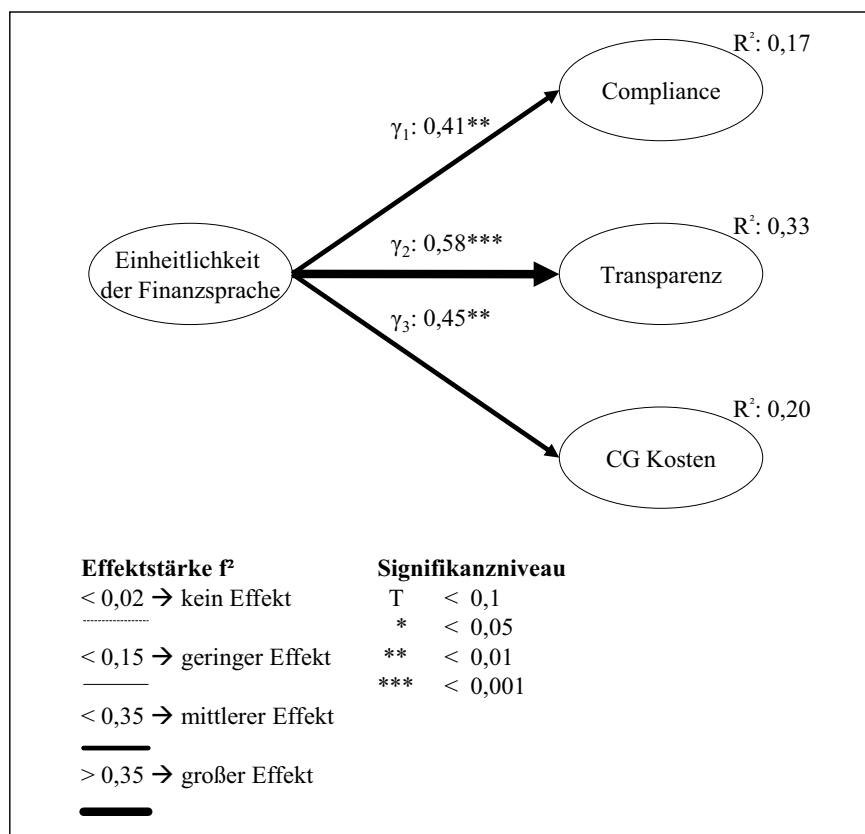 R²: 0,17
Compliance
γ1: 0,41**
R²: 0,33
γ2: 0,58***
Einheitlichkeit
der Finanzsprache
Transparenz
γ3: 0,45**
R²: 0,20
CG Kosten
Effektstärke f²
< 0,02 → kein Effekt
< 0,15 → geringer Effekt
< 0,35 → mittlerer Effekt
> 0,35 → großer Effekt
Signifikanzniveau
T < 0,1
* < 0,05
** < 0,01
*** < 0,001